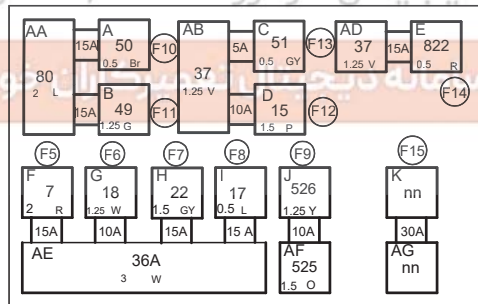 AA A AB C AD E
15A 50 F10 5A 51 F13 37 15A 822
0.5 Br 0.5 GY 1.25 V 0.5 R
80 B 37 D F14
2 L 1.25 V
15A 49 F11 10A 15 F12
1.25 G 1.5 P
F5 F6 F7 F8 F9 F15
F G H I J K
7 18 22 17 526 nn
2 R 1.25 W 1.5 GY 0.5 L 1.25 Y
15A 10A 15A 15 A 10A 30A
AE 36A AF AG
3 W 525 nn
1.5 O